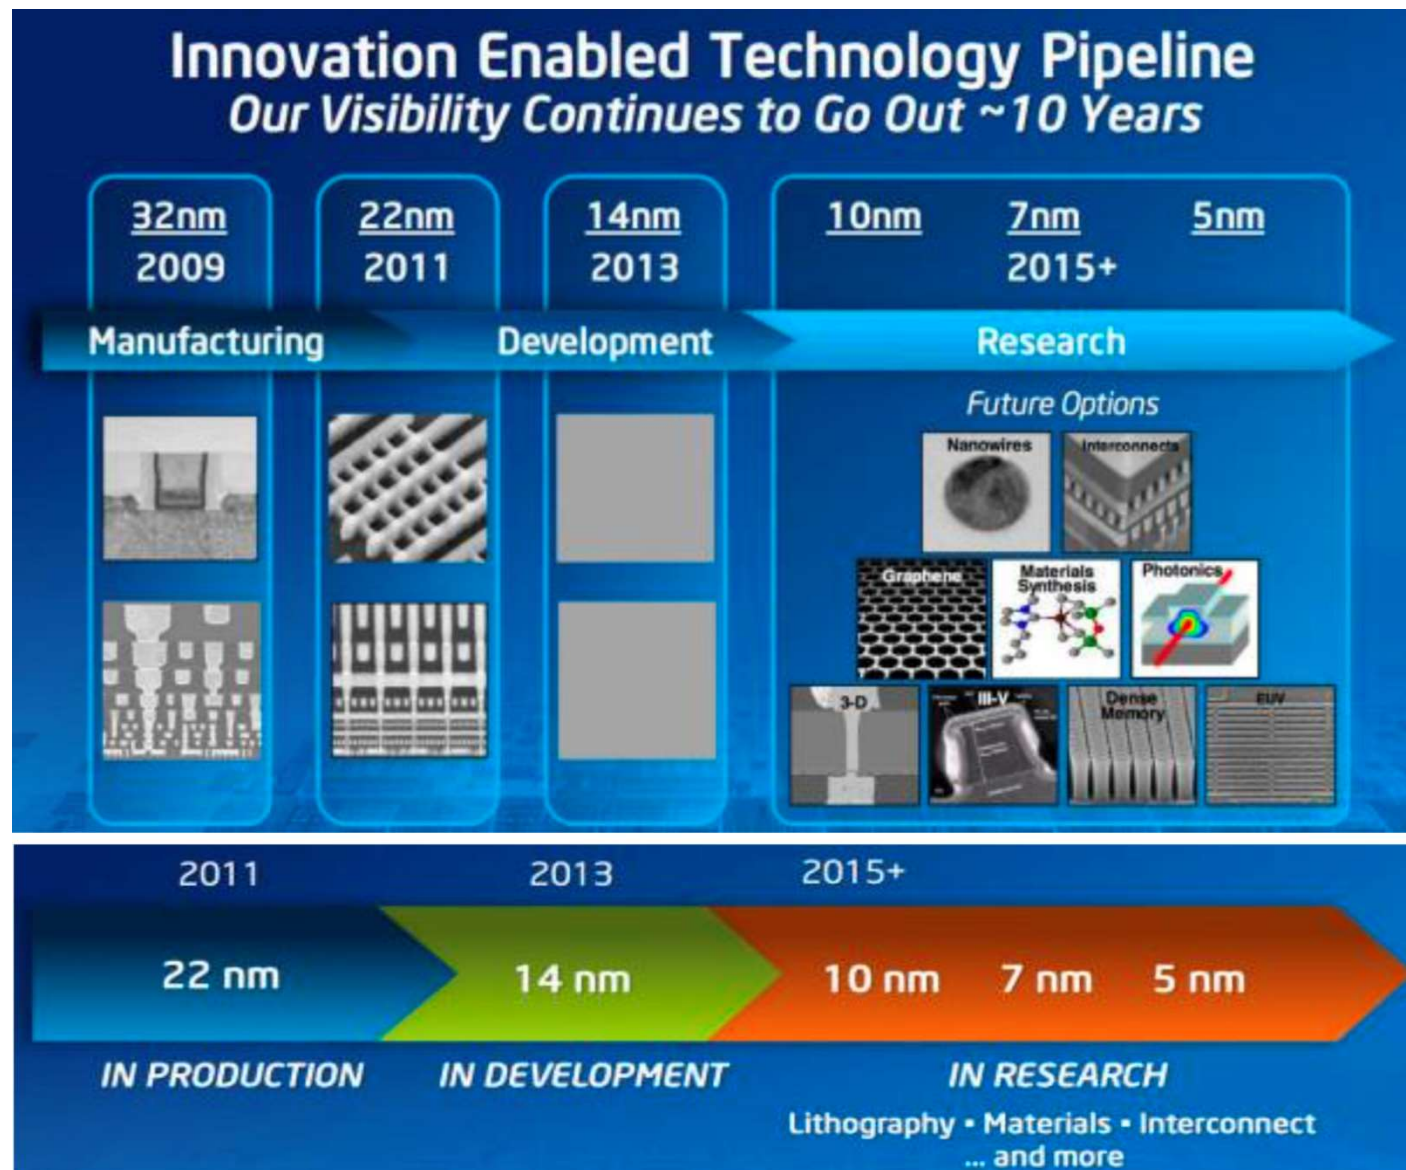 Innovation Enabled Technology Pipeline
Our Visibility Continues to Go Out ~10 Years
32nm
2009
22nm
2011
14nm
2013
10nm 7nm 5nm
2015+
Manufacturing Development Research
Future Options
Nanowires
Interconnects
Graphene
Materials
Synthesis
Photonics
3-D
III-V
Dense
Memory
EUV
2011 2013 2015+
22 nm 14 nm 10 nm 7 nm 5 nm
IN PRODUCTION IN DEVELOPMENT IN RESEARCH
Lithography ▪ Materials ▪ Interconnect
... and more